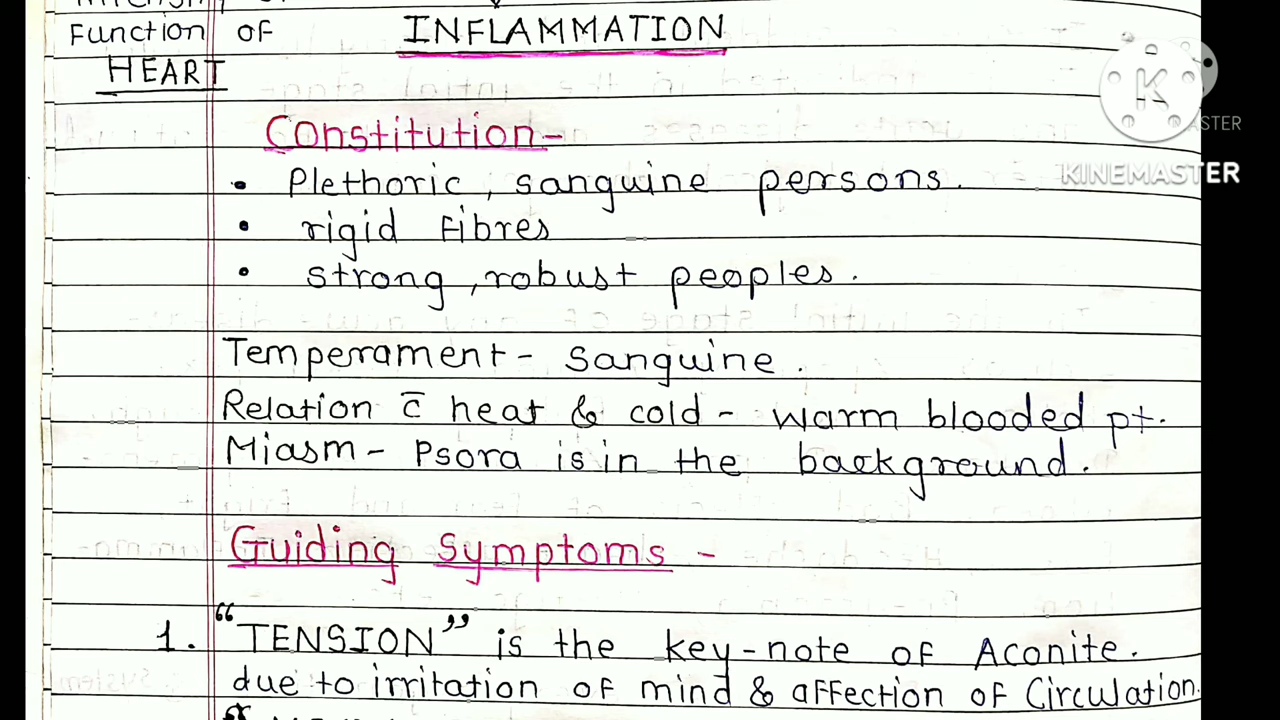 Function of INFLAMMATION
HEART
Constitution-
• Plethoric, sanguine persons.
• rigid Fibres
• strong, robust peoples.
Temperament - Sanguine.
Relation c̄ heat & cold - warm blooded pt.
Miasm - Psora is in the background.
Guiding Symptoms -
1. "TENSION" is the key-note of Aconite.
due to irritation of mind & affection of Circulation.
K
KINEMASTER